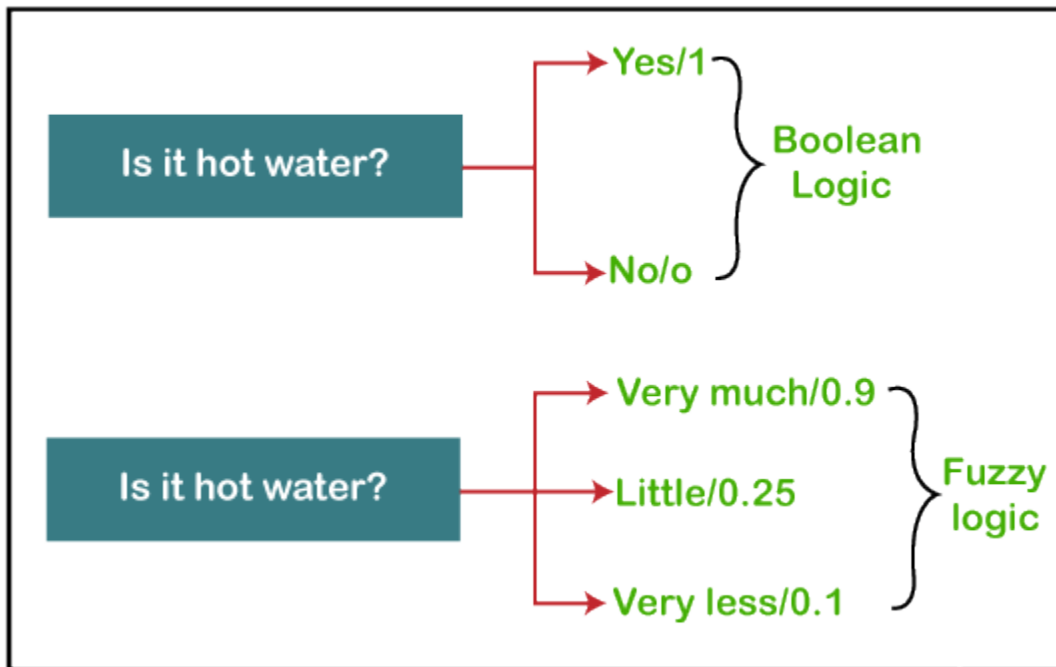 Is it hot water?
Yes/1
No/o
Boolean
Logic
Is it hot water?
Very much/0.9
Little/0.25
Very less/0.1
Fuzzy
logic